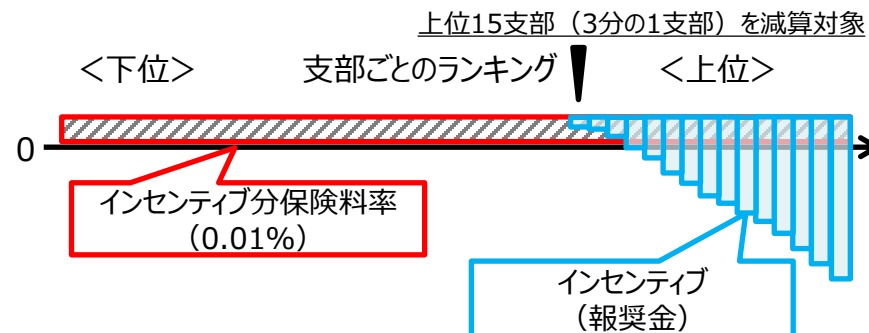 上位15支部（3分の1支部）を減算対象
＜下位＞ 支部ごとのランキング ＜上位＞
0
インセンティブ分保険料率
（0.01%）
インセンティブ
（報奨金）